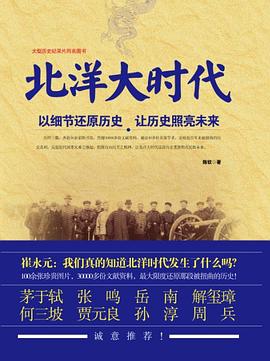 大型历史纪录片同名图书
北洋大时代
以细节还原历史 让历史照亮未来
陈钦◎著
崔永元：我们真的知道北洋时代发生了什么吗？
100余张珍贵图片，30000多份文献资料，最大限度还原那段被扭曲的历史！
茅于轼 张 鸣 岳 南 解玺璋
何三坡 贾元良 孙 淳 周 兵
诚意推荐！